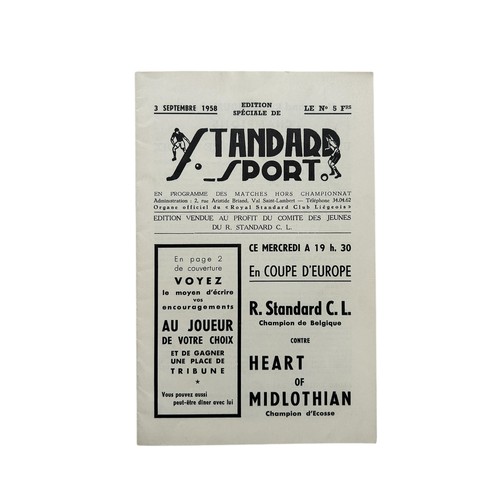 3 SEPTEMBRE 1958
EDITION
SPÉCIALE DE
LE No 5 Frs
STANDARD
SPORT.
EN PROGRAMME DES MATCHES HORS CHAMPIONNAT
Administration : 2, rue Aristide Briand, Val Saint-Lambert — Téléphone 34.04.62
Organe officiel du «Royal Standard Club Liégeois»
EDITION VENDUE AU PROFIT DU COMITE DES JEUNES
DU R. STANDARD C. L.
En page 2
de couverture
VOYEZ
le moyen d'écrire
vos
encouragements
AU JOUEUR
DE VOTRE CHOIX
ET DE GAGNER
UNE PLACE DE
TRIBUNE
*
Vous pouvez aussi
peut-être dîner avec lui
CE MERCREDI A 19 h. 30
En COUPE D'EUROPE
R. Standard C. L.
Champion de Belgique
CONTRE
HEART
OF
MIDLOTHIAN
Champion d'Ecosse